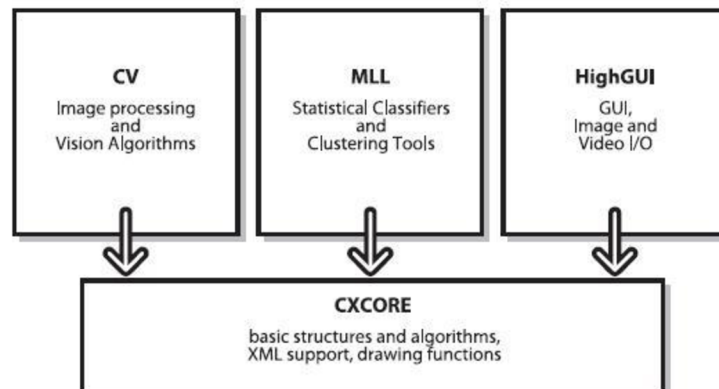 CV
Image processing
and
Vision Algorithms
MLL
Statistical Classifiers
and
Clustering Tools
HighGUI
GUI,
Image and
Video I/O
CXCORE
basic structures and algorithms,
XML support, drawing functions